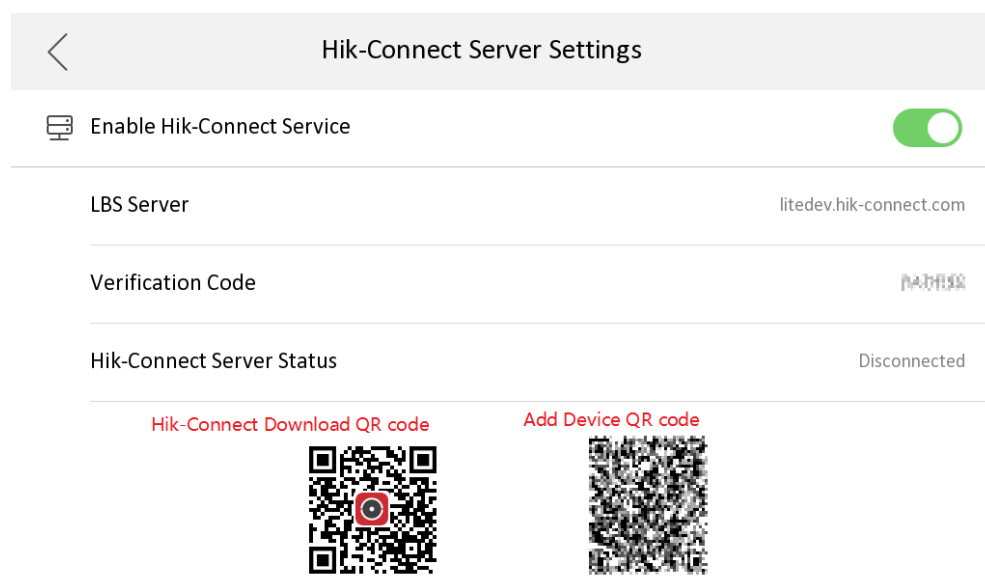 Hik-Connect Server Settings
Enable Hik-Connect Service
LBS Server litedev.hik-connect.com
Verification Code
Hik-Connect Server Status Disconnected
Hik-Connect Download QR code Add Device QR code